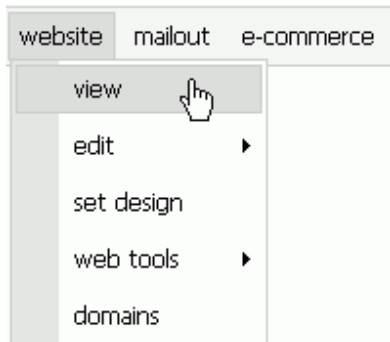 website mailout e-commerce
view
edit
set design
web tools
domains